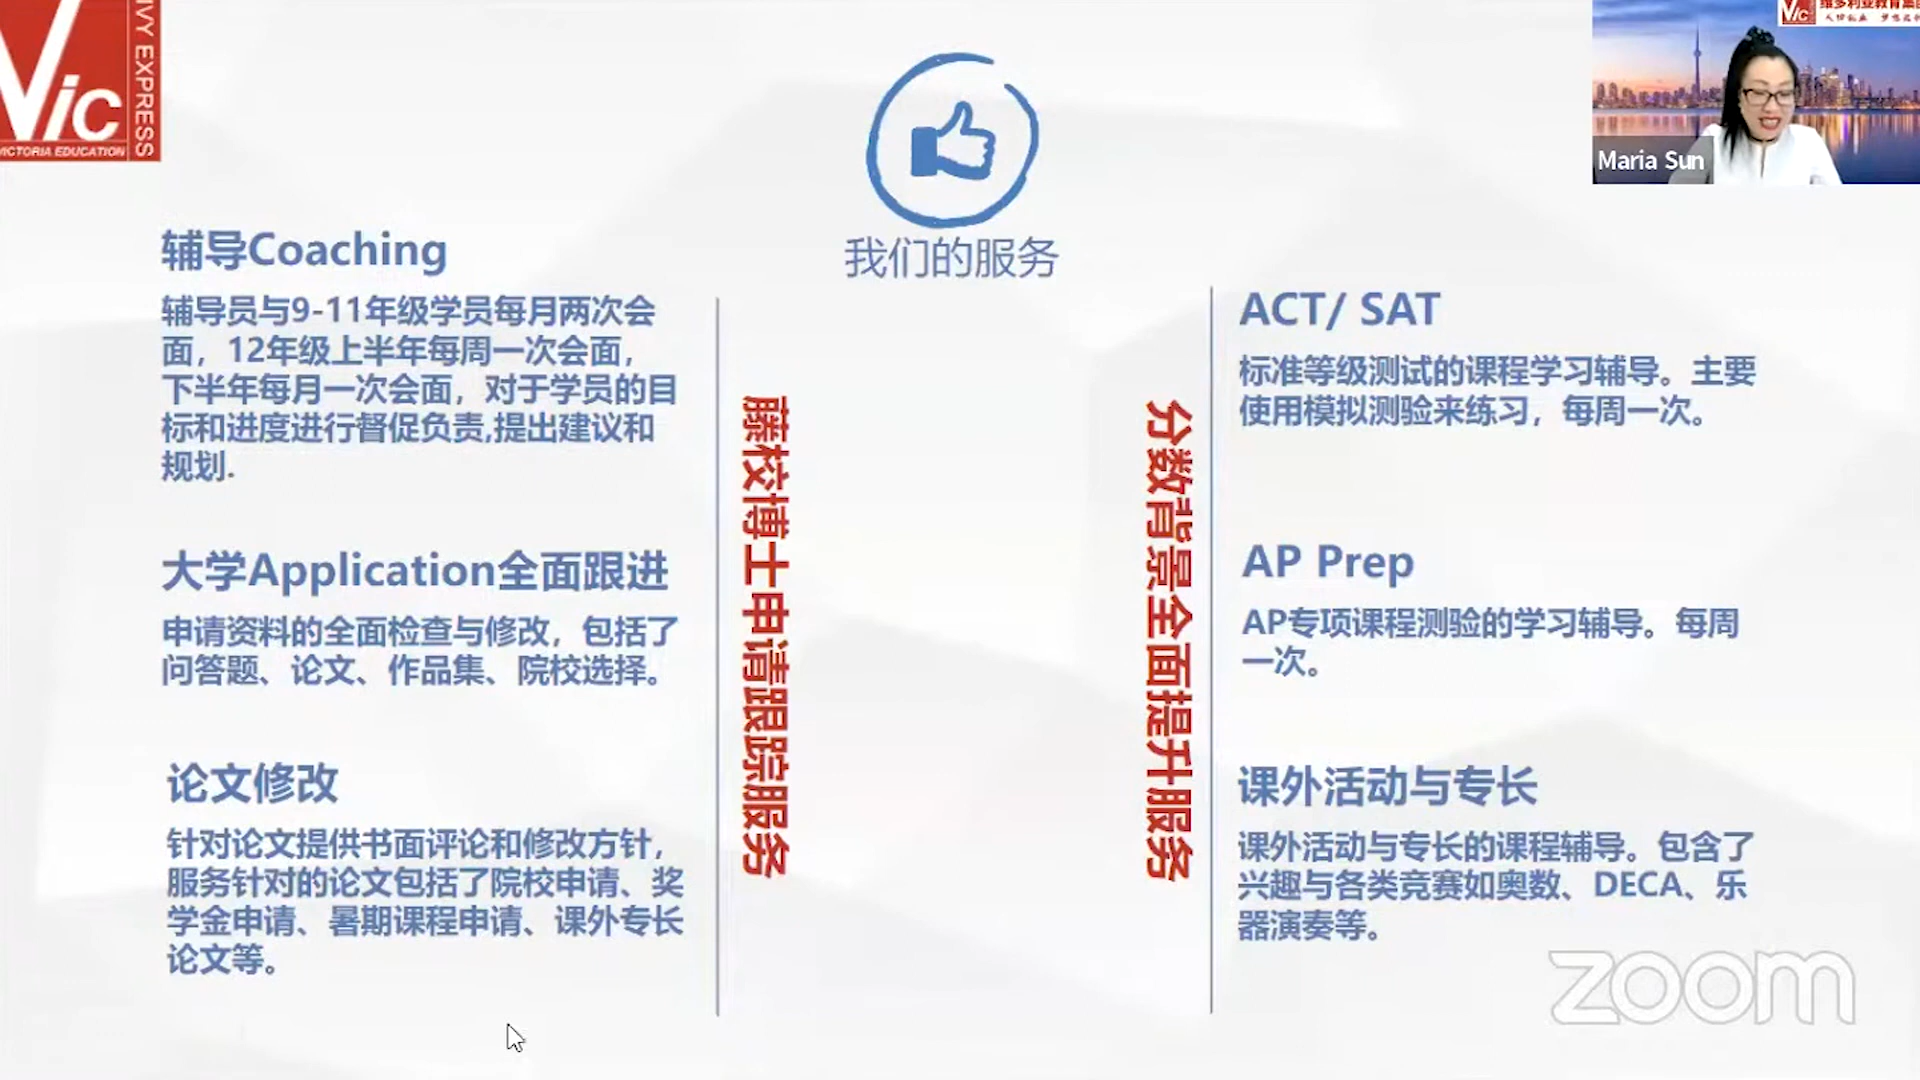 Vic
IVY EXPRESS
VICTORIA EDUCATION
维多利亚教育集团
Maria Sun
我们的服务
辅导Coaching
辅导员与9-11年级学员每月两次会
面，12年级上半年每周一次会面，
下半年每月一次会面，对于学员的目
标和进度进行督促负责,提出建议和
规划.
大学Application全面跟进
申请资料的全面检查与修改，包括了
问答题、论文、作品集、院校选择。
论文修改
针对论文提供书面评论和修改方针，
服务针对的论文包括了院校申请、奖
学金申请、暑期课程申请、课外专长
论文等。
藤校博士申请跟踪服务
分数背景全面提升服务
ACT/ SAT
标准等级测试的课程学习辅导。主要
使用模拟测验来练习，每周一次。
AP Prep
AP专项课程测验的学习辅导。每周
一次。
课外活动与专长
课外活动与专长的课程辅导。包含了
兴趣与各类竞赛如奥数、DECA、乐
器演奏等。
zoom